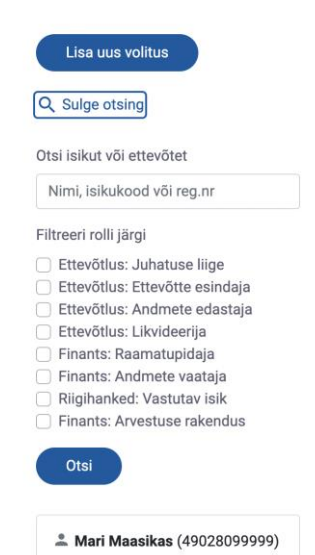 Lisa uus volitus
Sulge otsing
Otsi isikut või ettevõtet
Nimi, isikukood või reg.nr
Filtreeri rolli järgi
Ettevõtlus: Juhatuse liige
Ettevõtlus: Ettevõtte esindaja
Ettevõtlus: Andmete edastaja
Ettevõtlus: Likvideerija
Finants: Raamatupidaja
Finants: Andmete vaataja
Riigihanked: Vastutav isik
Finants: Arvestuse rakendus
Otsi
Mari Maasikas (49028099999)